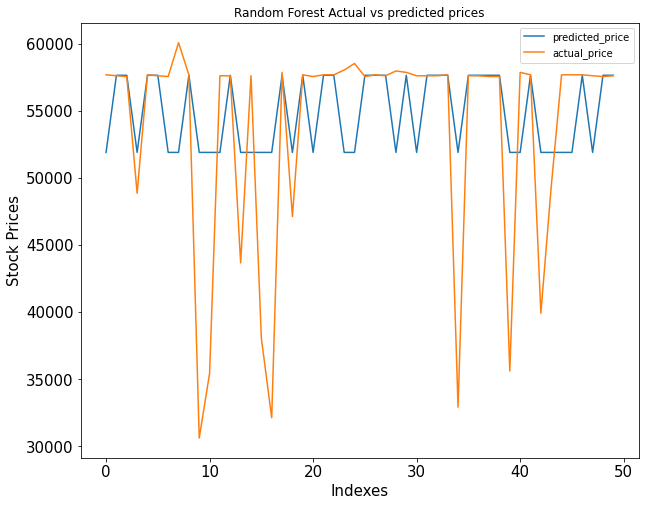 Random Forest Actual vs predicted prices
predicted_price
actual_price
60000
55000
50000
45000
40000
35000
30000
Stock Prices
0 10 20 30 40 50
Indexes